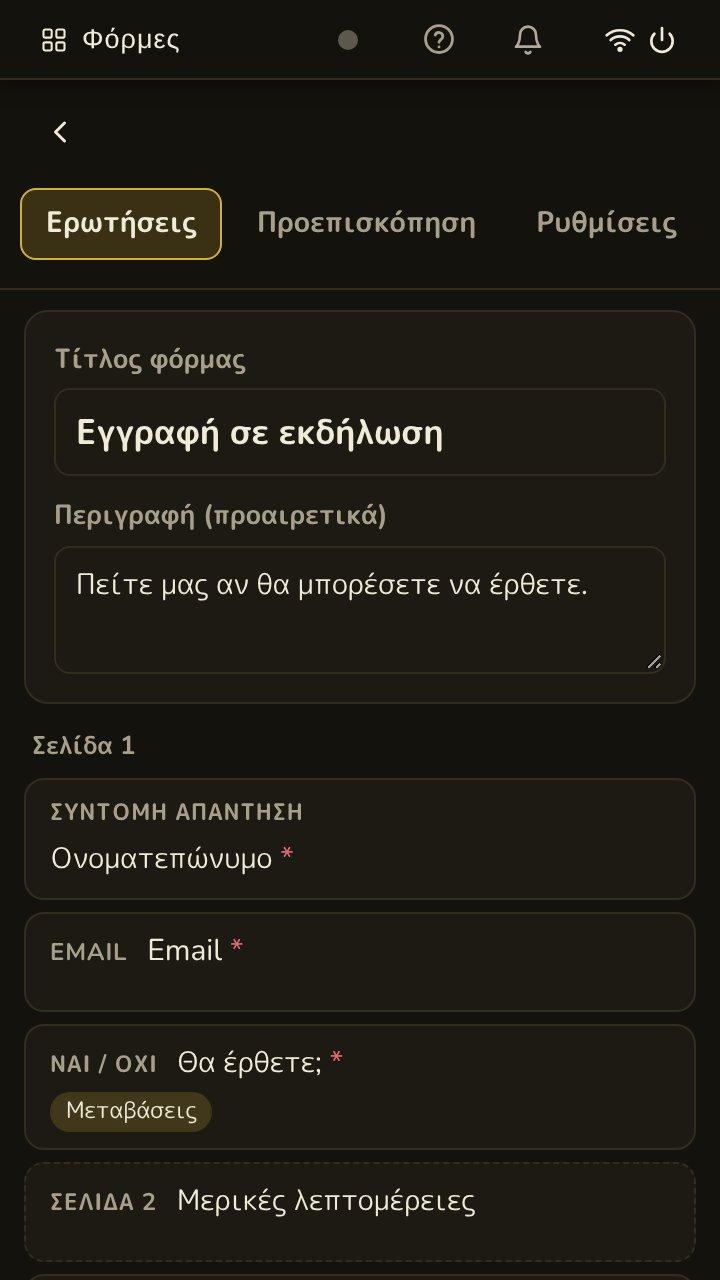 Φόρμες
Ερωτήσεις Προεπισκόπηση Ρυθμίσεις
Τίτλος φόρμας
Εγγραφή σε εκδήλωση
Περιγραφή (προαιρετικά)
Πείτε μας αν θα μπορέσετε να έρθετε.
Σελίδα 1
ΣΥΝΤΟΜΗ ΑΠΑΝΤΗΣΗ
Ονοματεπώνυμο *
EMAIL Email *
ΝΑΙ / ΟΧΙ Θα έρθετε; *
Μεταβάσεις
ΣΕΛΙΔΑ 2 Μερικές λεπτομέρειες